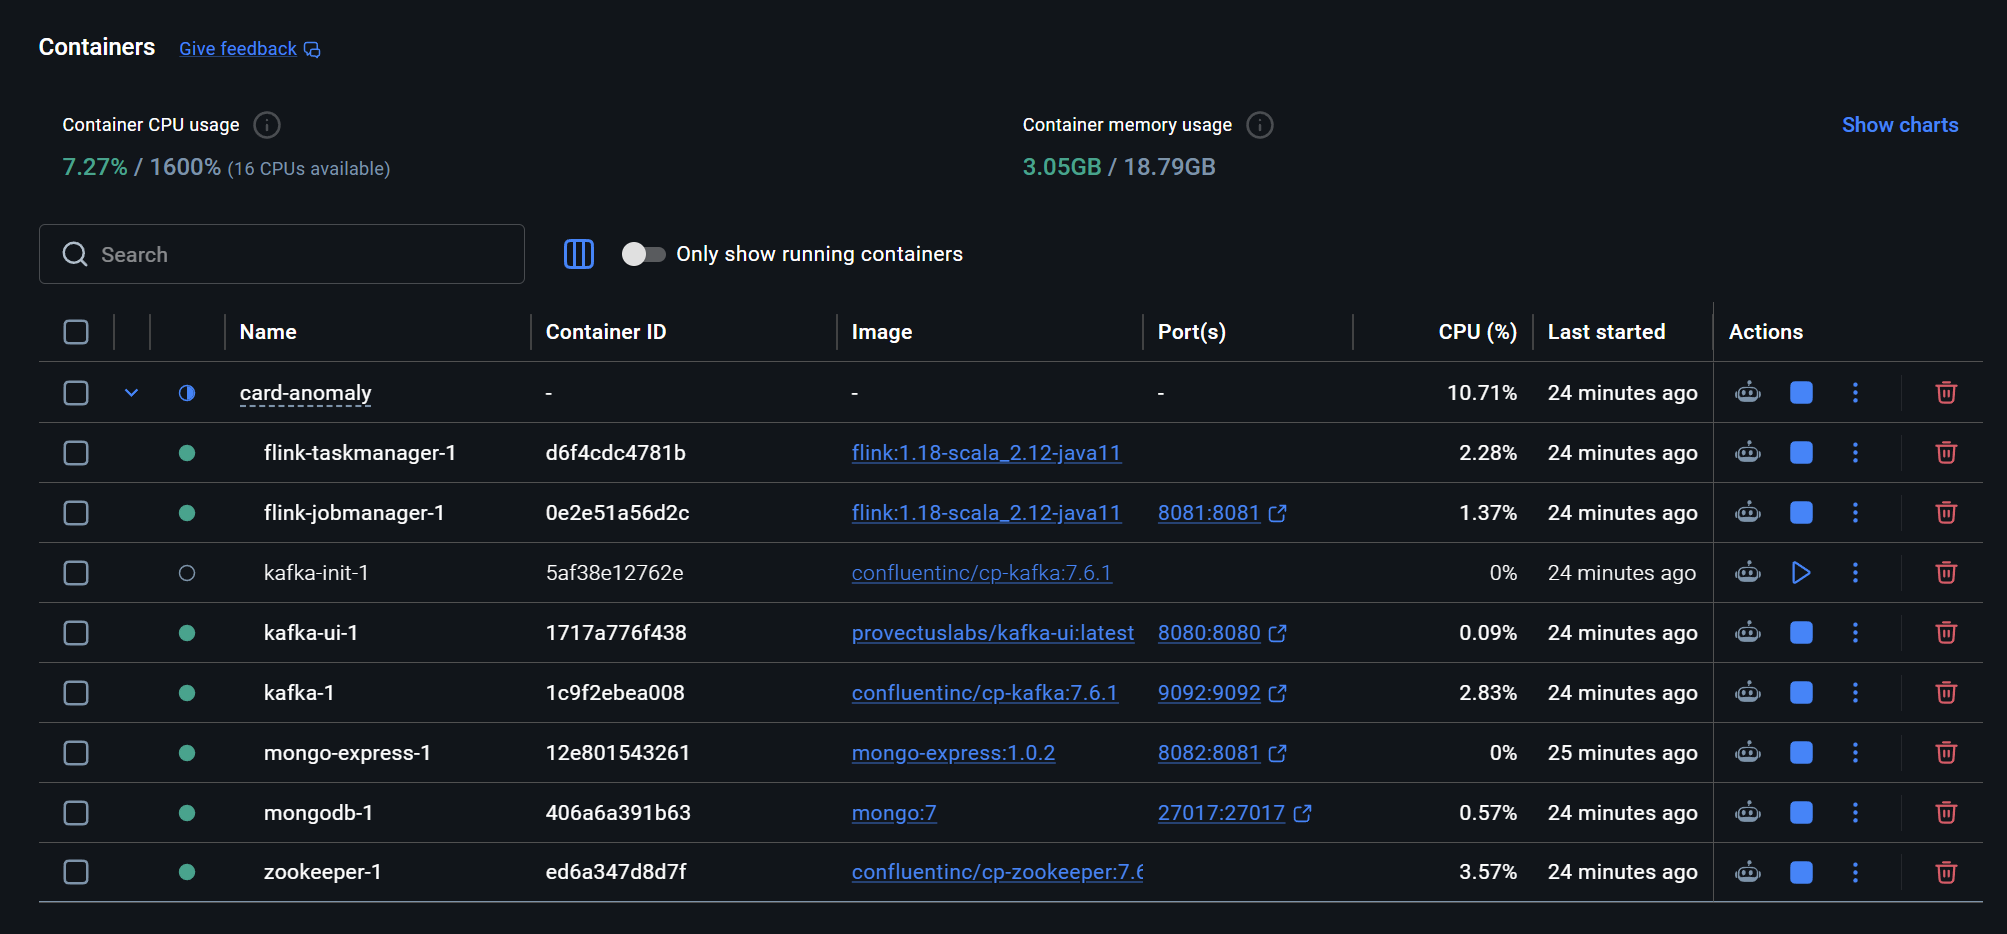 Containers Give feedback
Container CPU usage
7.27% / 1600% (16 CPUs available)
Container memory usage
3.05GB / 18.79GB
Show charts
Search
Only show running containers
Name Container ID Image Port(s) CPU (%) Last started Actions
card-anomaly - - - 10.71% 24 minutes ago
flink-taskmanager-1 d6f4cdc4781b flink:1.18-scala_2.12-java11 2.28% 24 minutes ago
flink-jobmanager-1 0e2e51a56d2c flink:1.18-scala_2.12-java11 8081:8081 1.37% 24 minutes ago
kafka-init-1 5af38e12762e confluentinc/cp-kafka:7.6.1 0% 24 minutes ago
kafka-ui-1 1717a776f438 provectuslabs/kafka-ui:latest 8080:8080 0.09% 24 minutes ago
kafka-1 1c9f2ebea008 confluentinc/cp-kafka:7.6.1 9092:9092 2.83% 24 minutes ago
mongo-express-1 12e801543261 mongo-express:1.0.2 8082:8081 0% 25 minutes ago
mongodb-1 406a6a391b63 mongo:7 27017:27017 0.57% 24 minutes ago
zookeeper-1 ed6a347d8d7f confluentinc/cp-zookeeper:7.6 3.57% 24 minutes ago